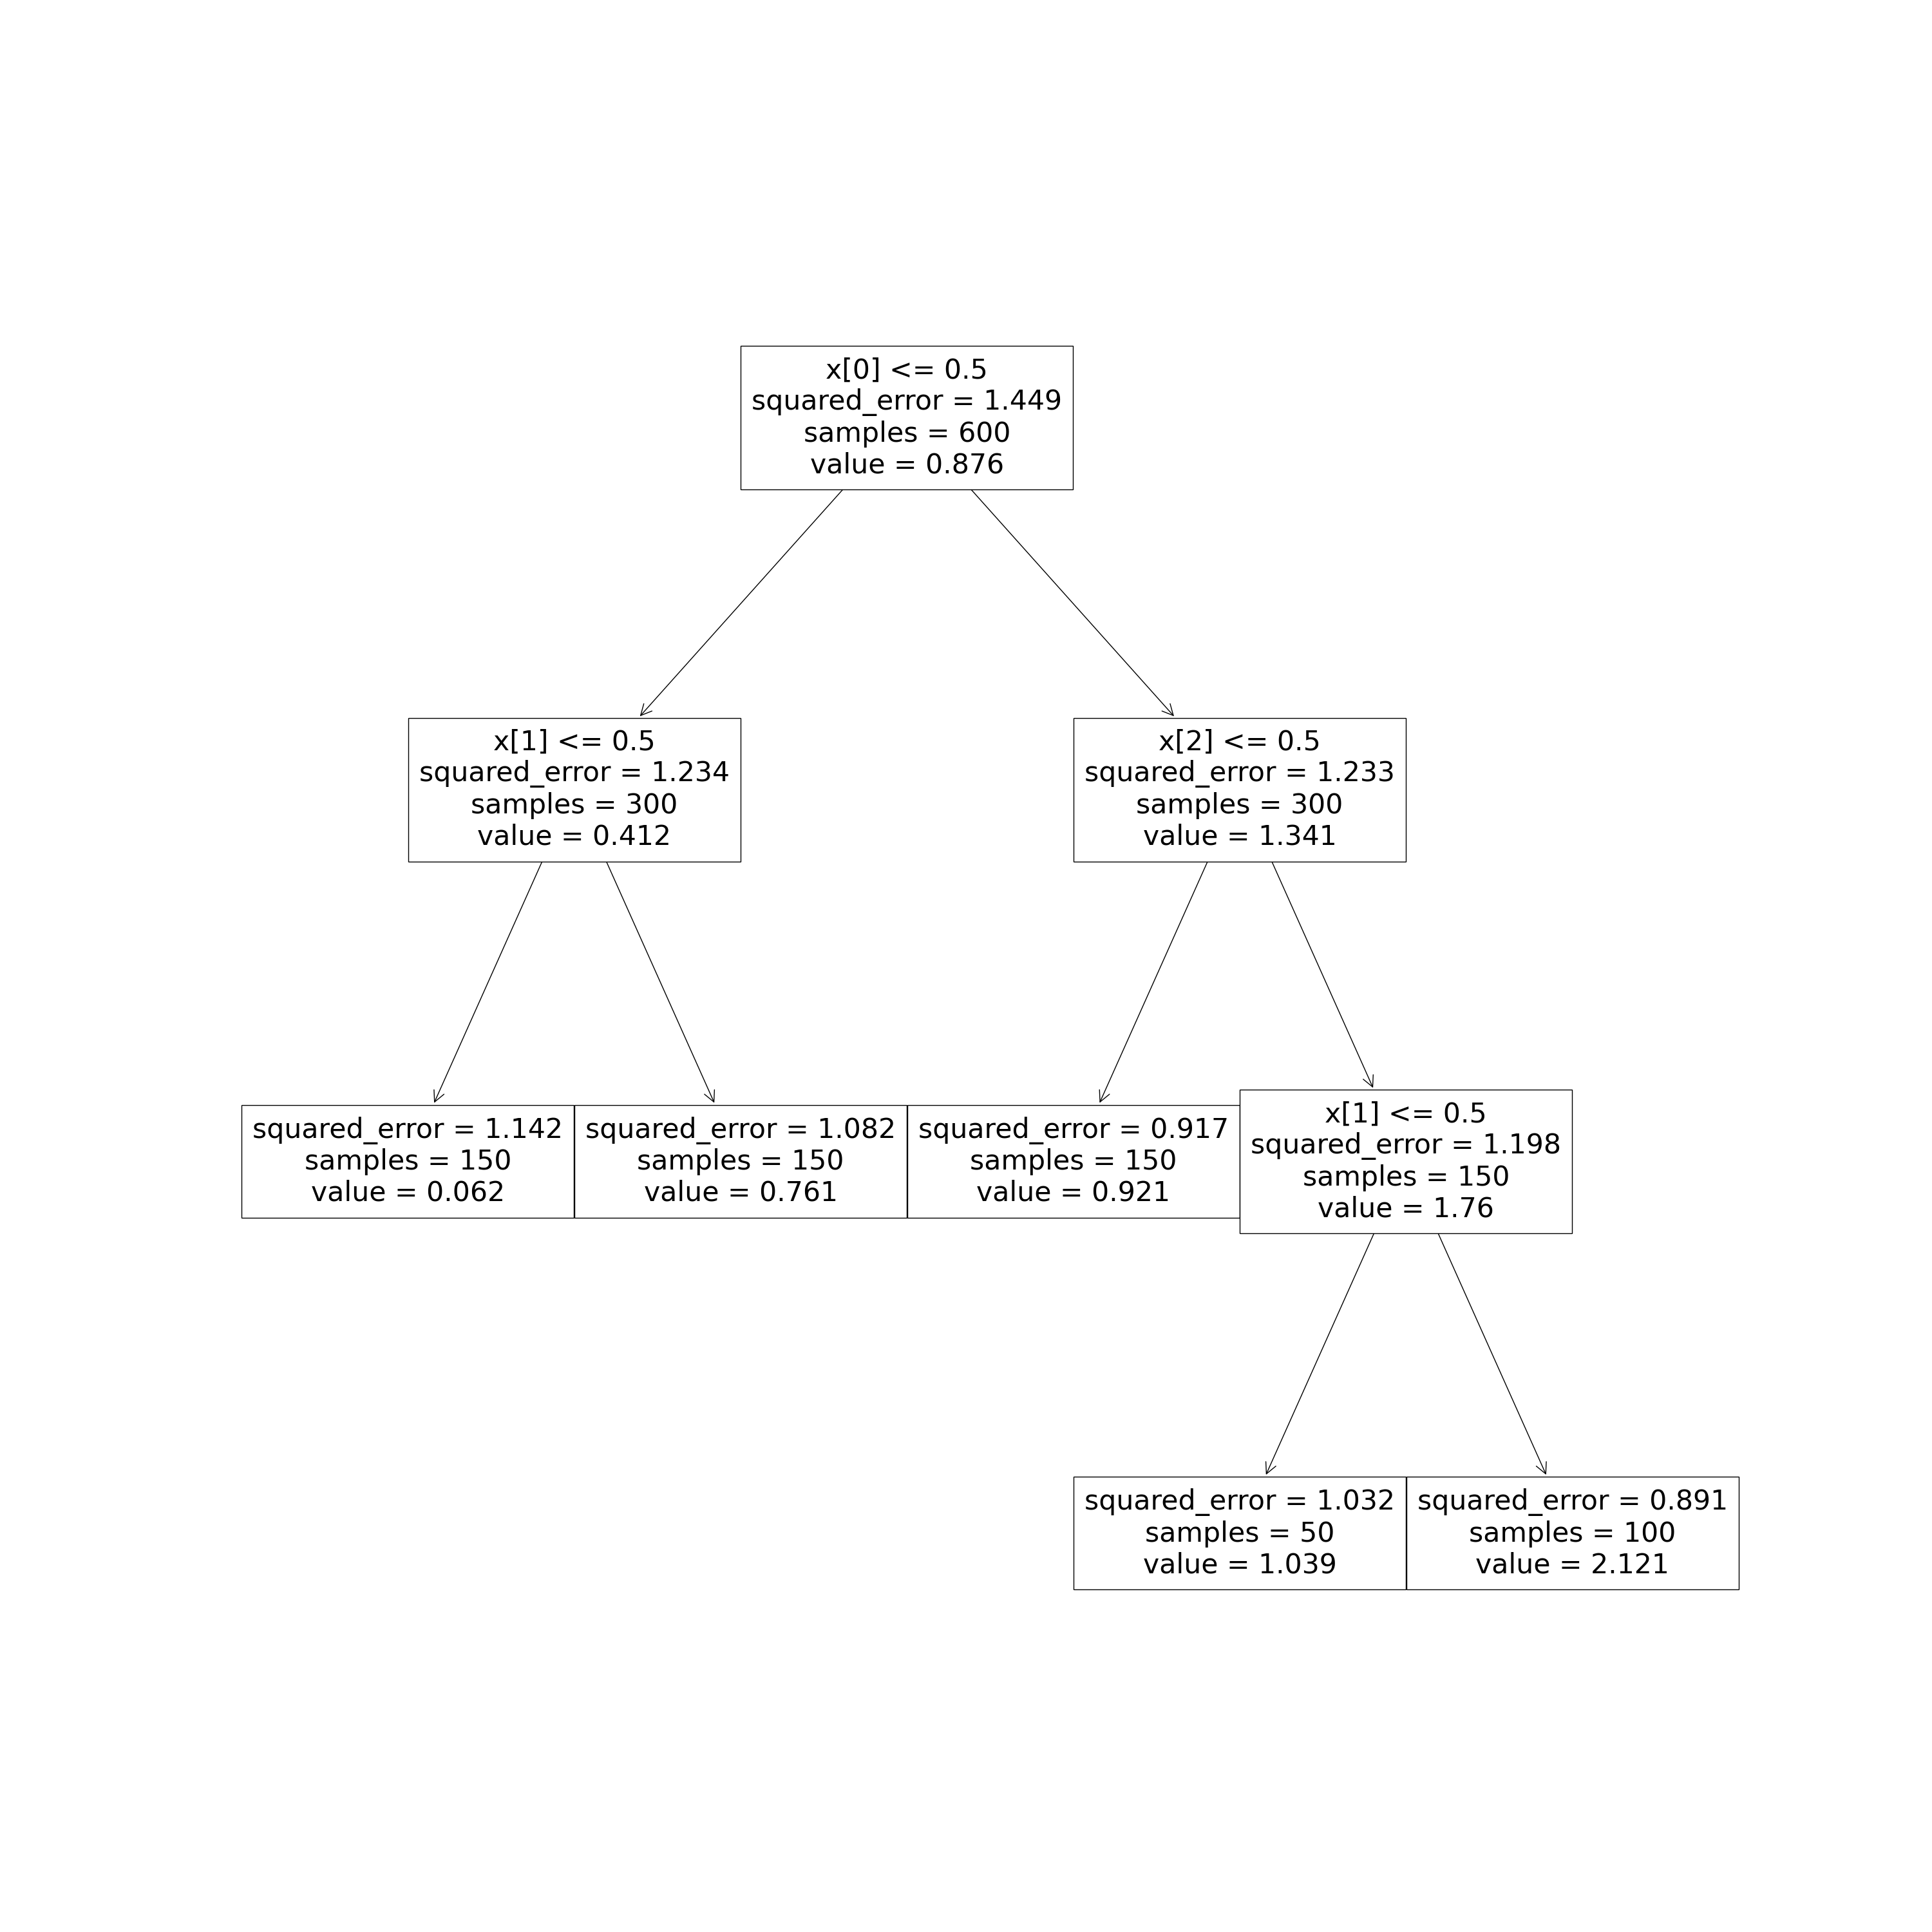 x[0] <= 0.5
squared_error = 1.449
samples = 600
value = 0.876
x[1] <= 0.5
squared_error = 1.234
samples = 300
value = 0.412
x[2] <= 0.5
squared_error = 1.233
samples = 300
value = 1.341
squared_error = 1.142
samples = 150
value = 0.062
squared_error = 1.082
samples = 150
value = 0.761
squared_error = 0.917
samples = 150
value = 0.921
x[1] <= 0.5
squared_error = 1.198
samples = 150
value = 1.76
squared_error = 1.032
samples = 50
value = 1.039
squared_error = 0.891
samples = 100
value = 2.121